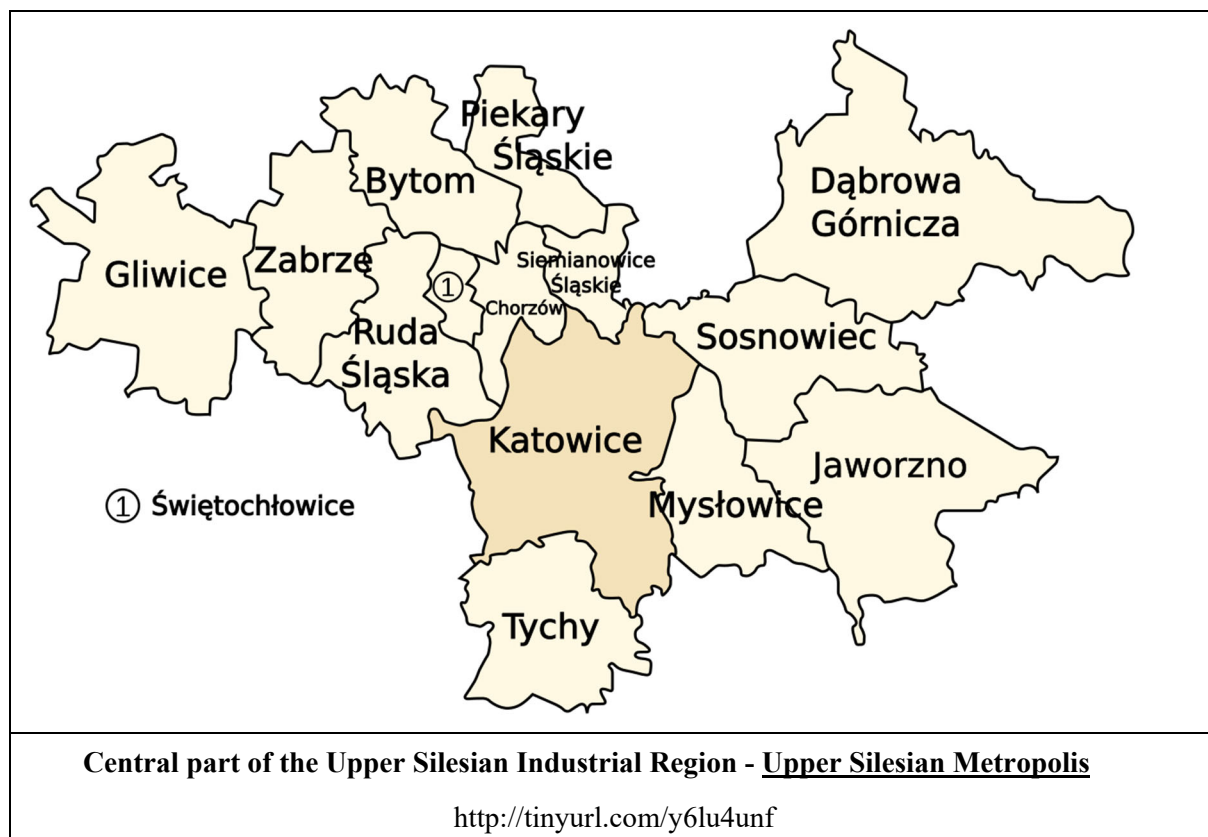 Piekary
Śląskie
Bytom
Dąbrowa
Górnicza
Gliwice
Zabrze
Siemianowice
Śląskie
1
Chorzów
Ruda
Śląska
Sosnowiec
Katowice
Jaworzno
Mysłowice
1 Świętochłowice
Tychy
Central part of the Upper Silesian Industrial Region - Upper Silesian Metropolis
http://tinyurl.com/y6lu4unf